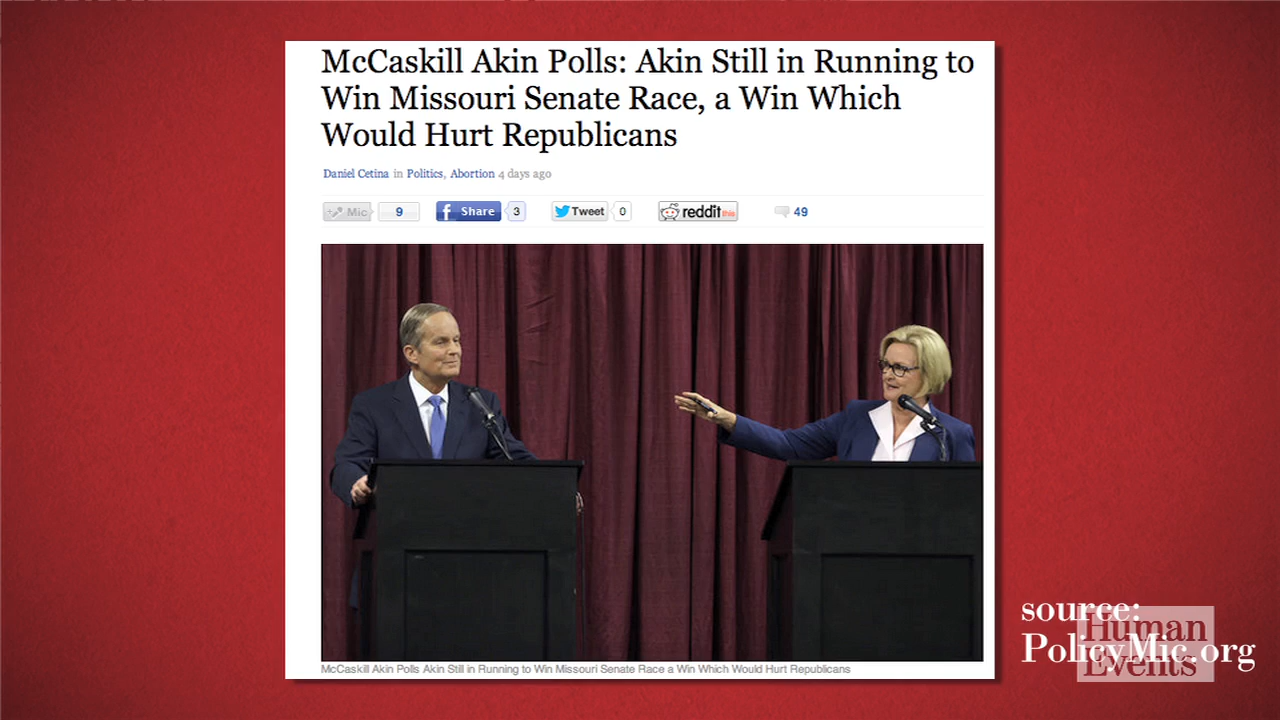 McCaskill Akin Polls: Akin Still in Running to
Win Missouri Senate Race, a Win Which
Would Hurt Republicans
Daniel Cetina in Politics, Abortion 4 days ago
Mic 9 Share 3 Tweet 0 reddit this 49
McCaskill Akin Polls Akin Still in Running to Win Missouri Senate Race a Win Which Would Hurt Republicans
source:
PolicyMic.org
Human
Events